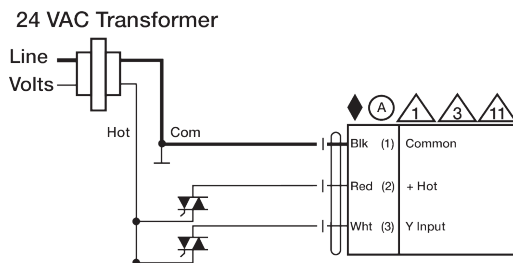 24 VAC Transformer
Line
Volts
Hot
Com
A
1
3
11
Blk (1) Common
Red (2) + Hot
Wht (3) Y Input